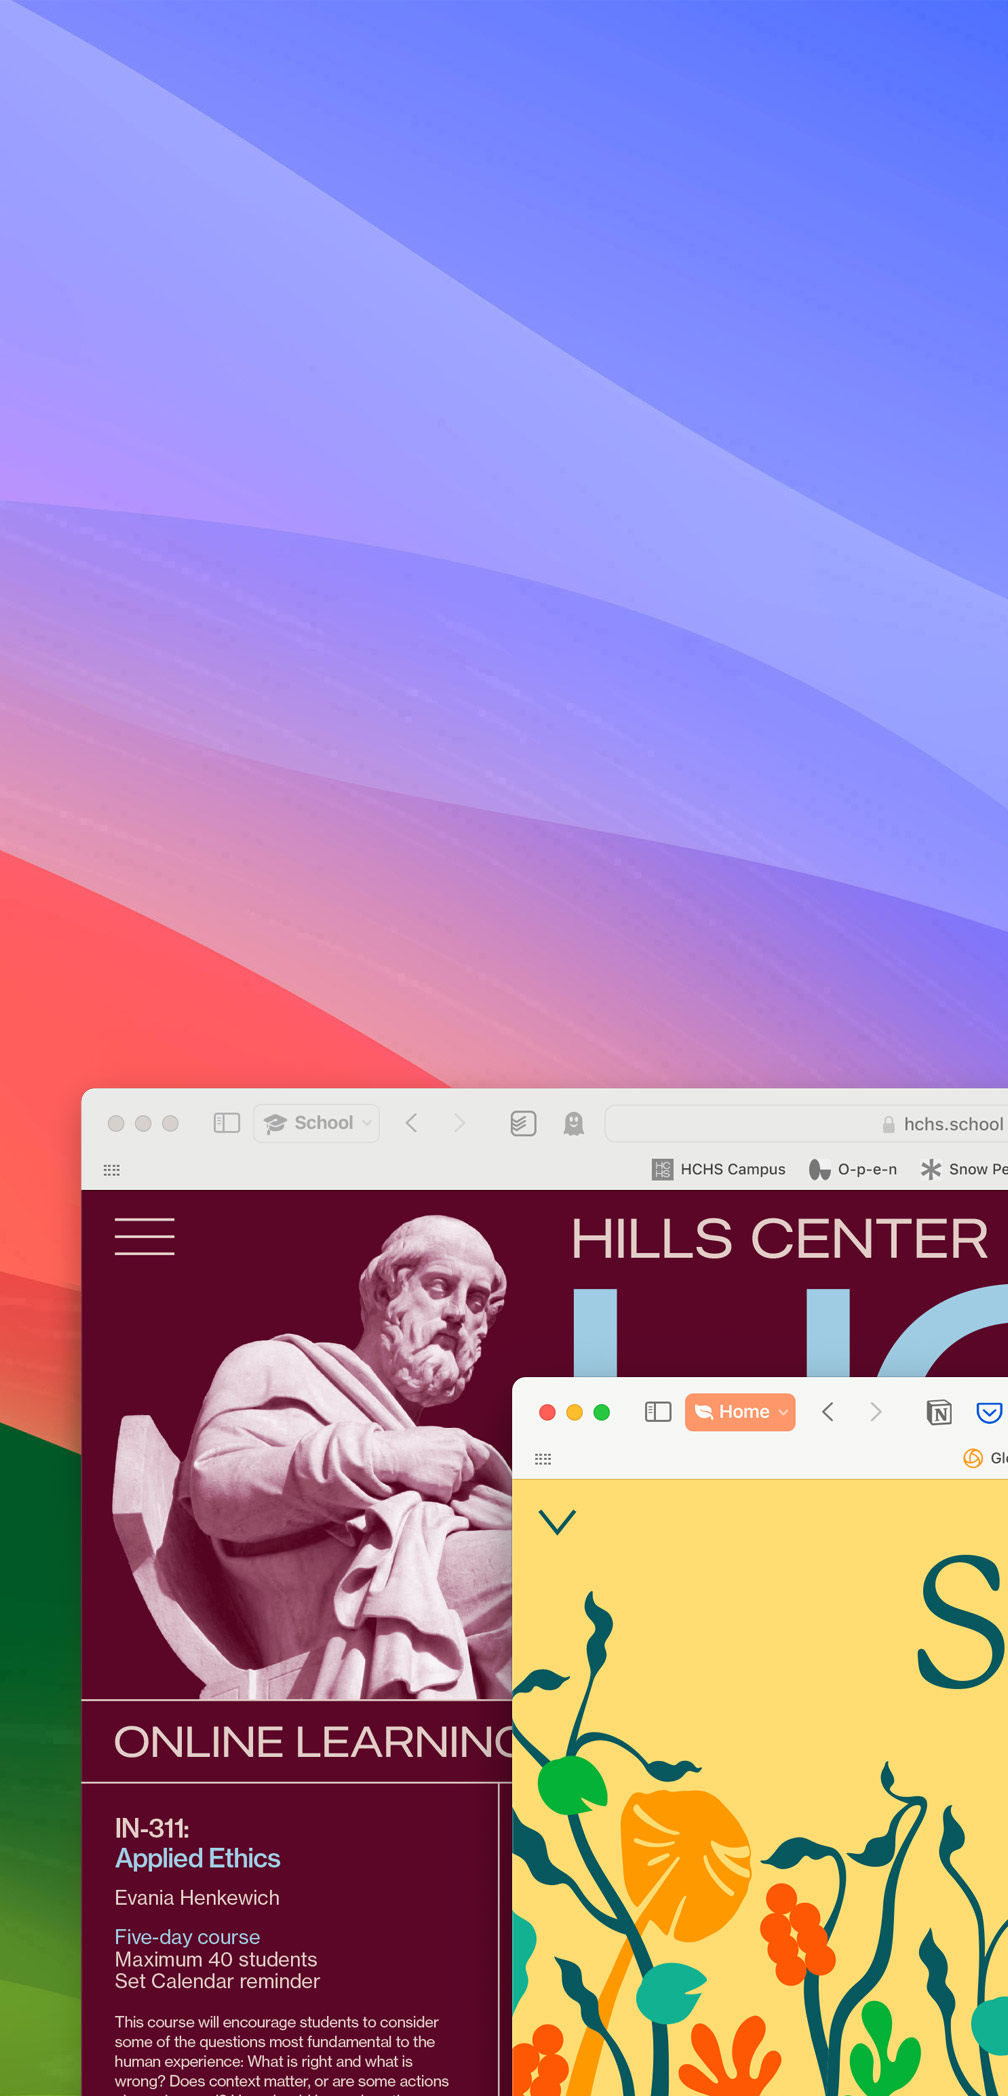 School
hchs.school
HCHS Campus
O-p-e-n
Snow Pe
HILLS CENTER
Home
ONLINE LEARNING
S
IN-311:
Applied Ethics
Evania Henkewich
Five-day course
Maximum 40 students
Set Calendar reminder
This course will encourage students to consider
some of the questions most fundamental to the
human experience: What is right and what is
wrong? Does context matter, or are some actions